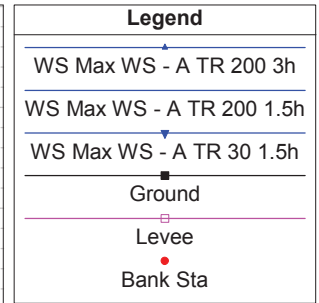 Legend
WS Max WS - A TR 200 3h
WS Max WS - A TR 200 1.5h
WS Max WS - A TR 30 1.5h
Ground
Levee
Bank Sta